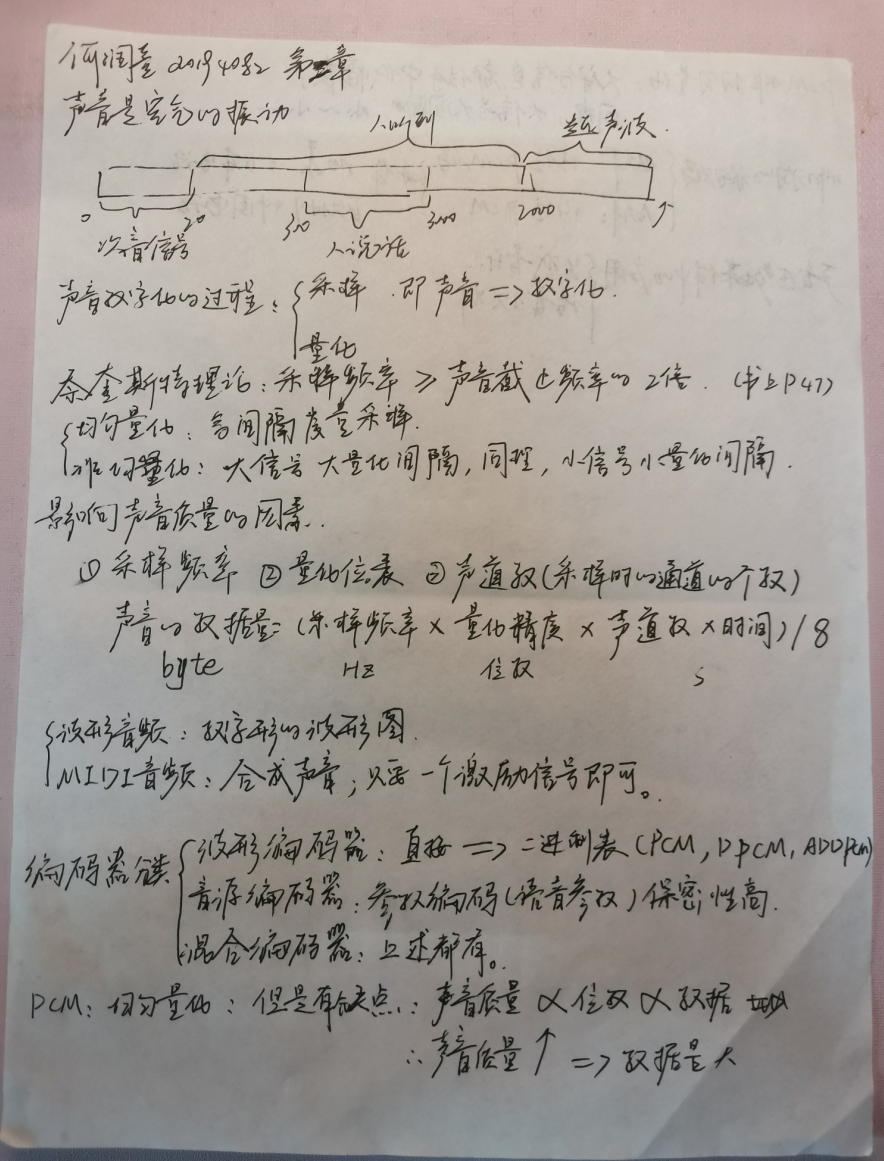 何润 20194082 第二章
声音是空气的振动
人听到 超声波
0 20 300 3000 2000
次音信号 人说话
声音数字化的过程: 采样 即声音 => 数字化.
量化
奈奎斯特理论: 采样频率 ≥ 声音截止频率的 2倍. (书上P47)
均匀量化: 等间隔度量采样.
非均匀量化: 大信号大量化间隔, 同理, 小信号小量化间隔.
影响声音质量的因素.
① 采样频率 ② 量化位数 ③ 声道数(采样时的通道的个数)
声音的数据量= (采样频率 × 量化精度 × 声道数 × 时间)/8
byte HZ 位数 s
波形音频: 数字形的波形图.
MIDI音频: 合成声音; 只要一个激励信号即可。
编码器分类 波形编码器: 直接 => 二进制表(PCM, DPCM, ADDPCM)
音源编码器: 参数编码(语音参数) 保密性高.
混合编码器: 上述都有。
PCM: 均匀量化: 但是有缺点∵ 声音质量 ∝ 位数 ∝ 数据
∴ 声音质量↑ => 数据是大